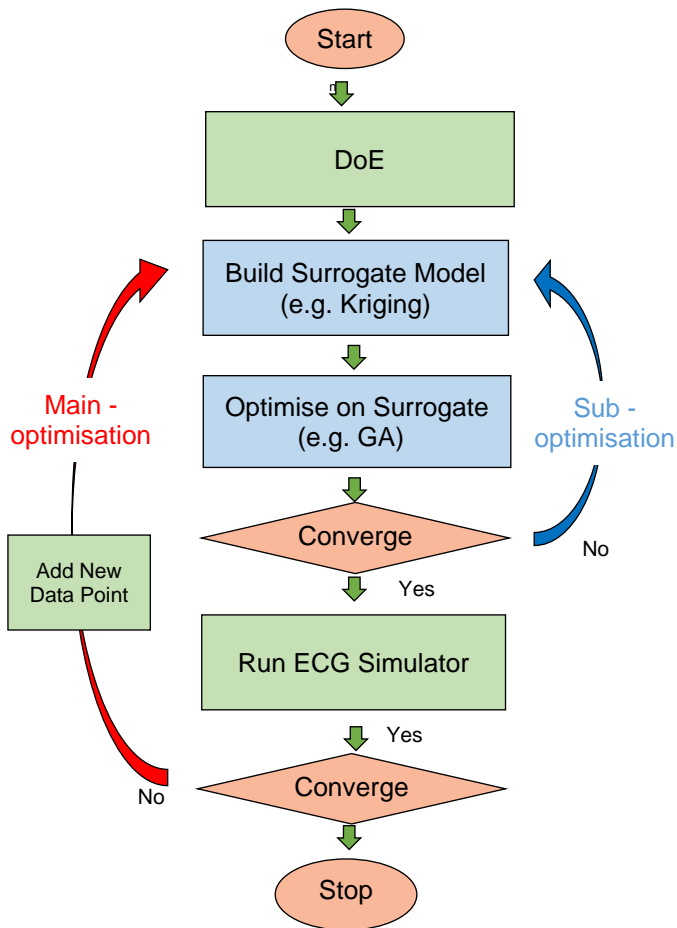 Start
DoE
Build Surrogate Model
(e.g. Kriging)
Main -
optimisation
Optimise on Surrogate
(e.g. GA)
Sub -
optimisation
Converge
No
Yes
Add New
Data Point
Run ECG Simulator
Yes
No
Converge
Stop